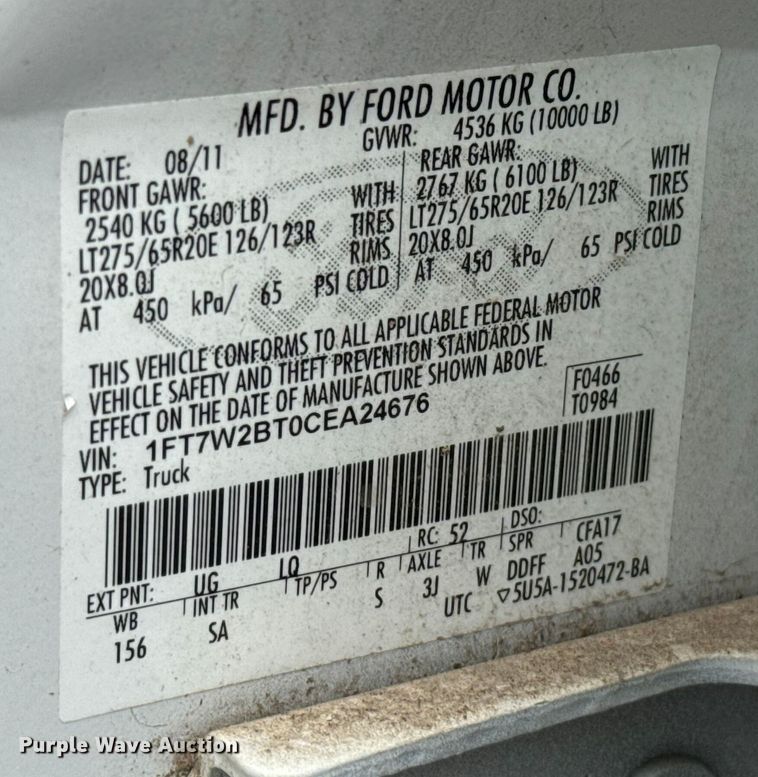 MFD. BY FORD MOTOR CO.
DATE: 08/11 GVWR: 4536 KG (10000 LB)
FRONT GAWR: REAR GAWR:
2540 KG ( 5600 LB) WITH 2767 KG ( 6100 LB) WITH
LT275/65R20E 126/123R TIRES LT275/65R20E 126/123R TIRES
20X8.0J RIMS 20X8.0J RIMS
AT 450 kPa/ 65 PSI COLD AT 450 kPa/ 65 PSI COLD
THIS VEHICLE CONFORMS TO ALL APPLICABLE FEDERAL MOTOR
VEHICLE SAFETY AND THEFT PREVENTION STANDARDS IN
EFFECT ON THE DATE OF MANUFACTURE SHOWN ABOVE.
VIN: 1FT7W2BT0CEA24676 F0466
TYPE: Truck T0984
EXT PNT: UG LQ RC: 52 DSO:
WB INT TR TP/PS R AXLE TR SPR CFA17
156 SA S 3J W DDFF A05
UTC ▽5U5A-1520472-BA
Purple Wave Auction